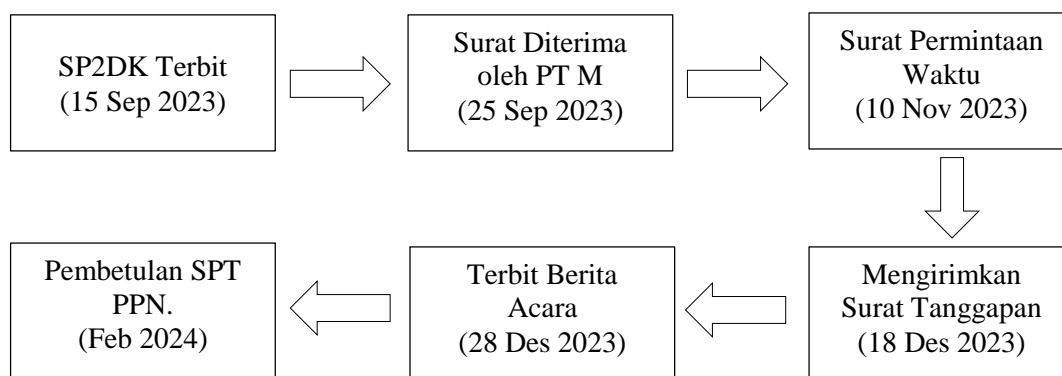 SP2DK Terbit
(15 Sep 2023)
Surat Diterima
oleh PT M
(25 Sep 2023)
Surat Permintaan
Waktu
(10 Nov 2023)
Mengirimkan
Surat Tanggapan
(18 Des 2023)
Terbit Berita
Acara
(28 Des 2023)
Pembetulan SPT
PPN.
(Feb 2024)